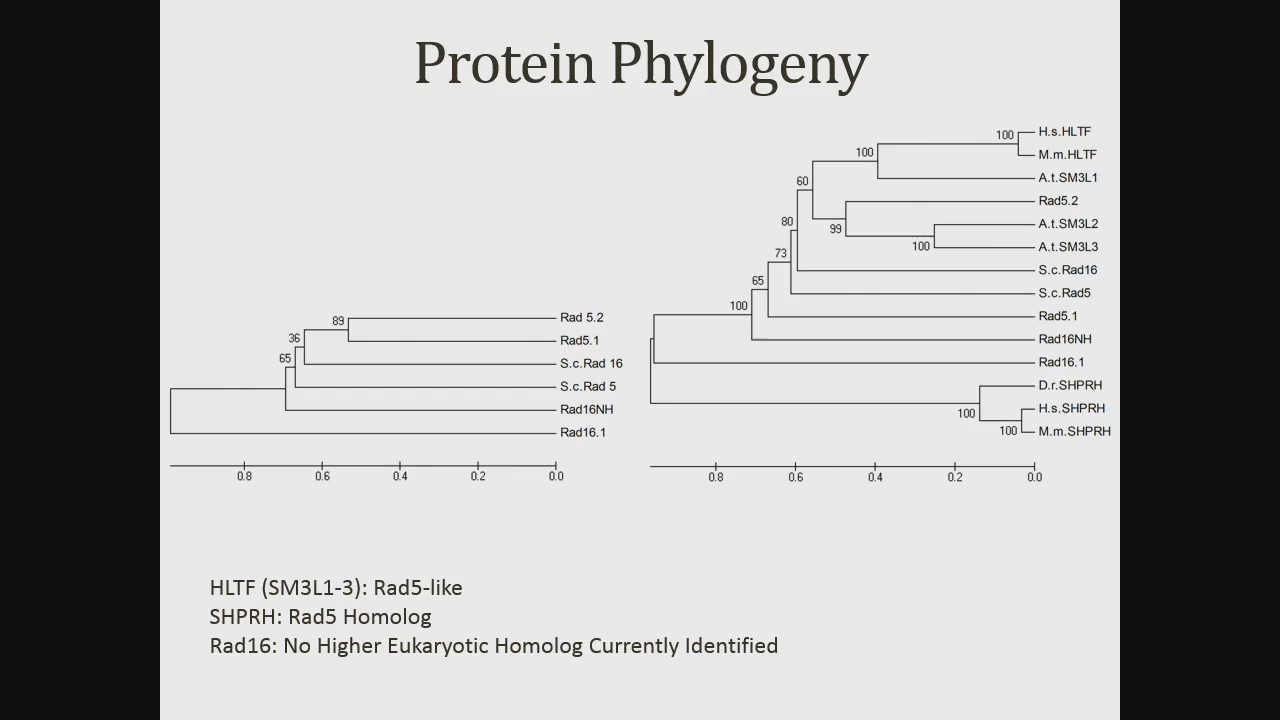 Protein Phylogeny
89
36
65
Rad 5.2
Rad5.1
S.c.Rad 16
S.c.Rad 5
Rad16NH
Rad16.1
0.8 0.6 0.4 0.2 0.0
100
100
60
99
100
80
73
65
100
100
100
H.s.HLTF
M.m.HLTF
A.t.SM3L1
Rad5.2
A.t.SM3L2
A.t.SM3L3
S.c.Rad16
S.c.Rad5
Rad5.1
Rad16NH
Rad16.1
D.r.SHPRH
H.s.SHPRH
M.m.SHPRH
0.8 0.6 0.4 0.2 0.0
HLTF (SM3L1-3): Rad5-like
SHPRH: Rad5 Homolog
Rad16: No Higher Eukaryotic Homolog Currently Identified